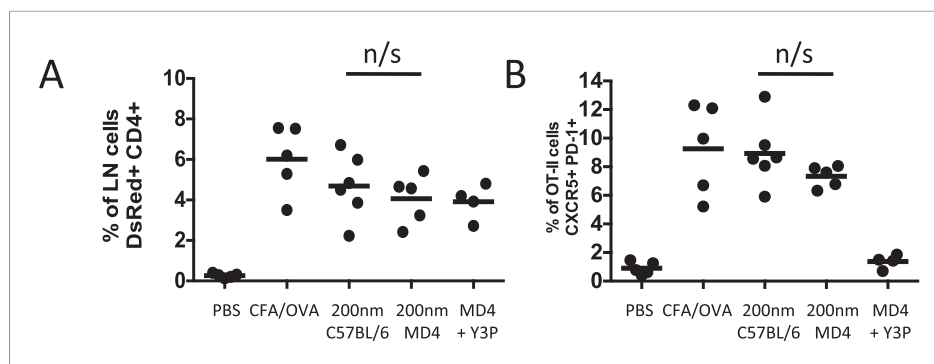 A
n/s
% of LN cells
DsRed+ CD4+
10
8
6
4
2
0
PBS
CFA/OVA
200nm
C57BL/6
200nm
MD4
MD4
+ Y3P
B
n/s
% of OT-II cells
CXCR5+ PD-1+
14
12
10
8
6
4
2
0
PBS
CFA/OVA
200nm
C57BL/6
200nm
MD4
MD4
+ Y3P